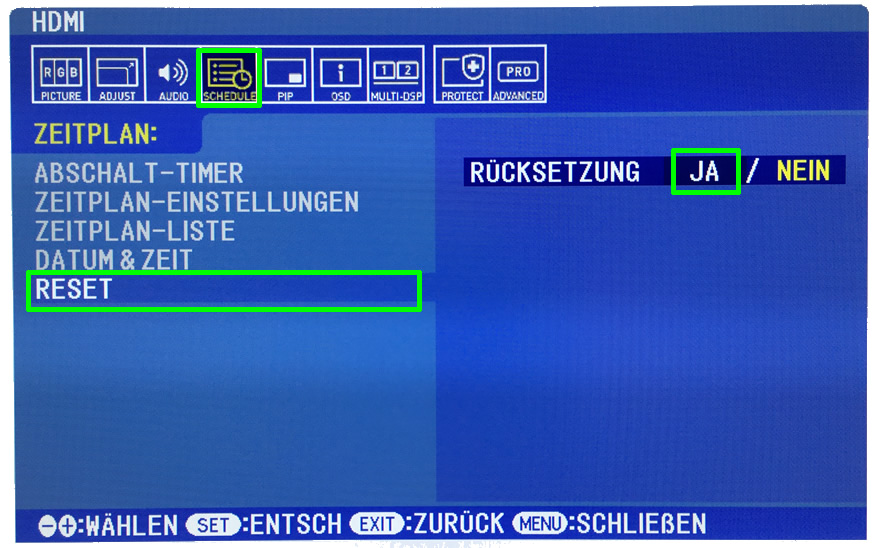 HDMI
RGB
PICTURE ADJUST AUDIO SCHEDULE PIP OSD MULTI-DSP PROTECT ADVANCED
i 1 2 PRO
ZEITPLAN:
ABSCHALT-TIMER
ZEITPLAN-EINSTELLUNGEN
ZEITPLAN-LISTE
DATUM & ZEIT
RESET
RÜCKSETZUNG JA / NEIN
⊖⊕:WÄHLEN SET:ENTSCH EXIT:ZURÜCK MENU:SCHLIEẞEN